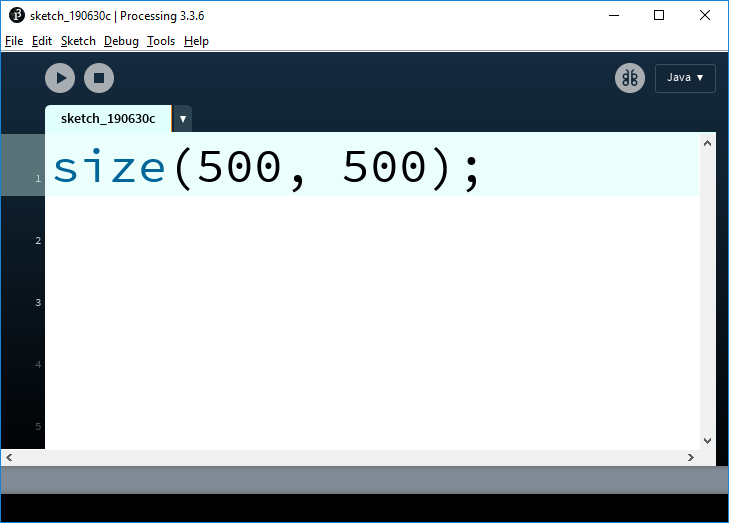 sketch_190630c | Processing 3.3.6
File Edit Sketch Debug Tools Help
Java ▼
sketch_190630c ▼
1 size(500, 500);
2
3
4
5